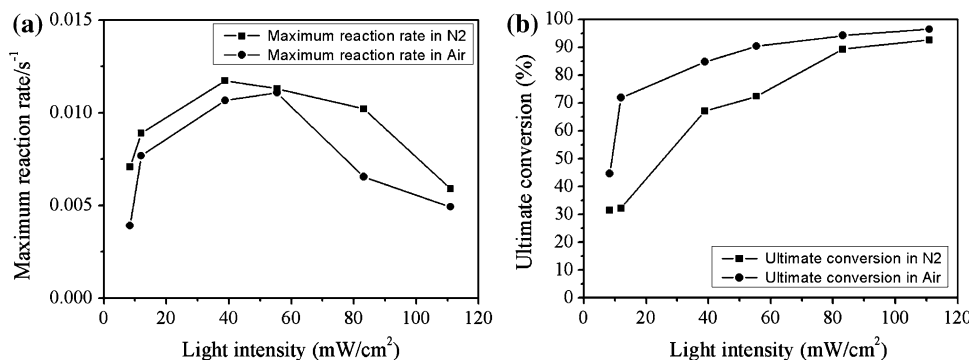 (a)
0.015
0.010
0.005
0.000
Maximum reaction rate/s⁻¹
Maximum reaction rate in N2
Maximum reaction rate in Air
0 20 40 60 80 100 120
Light intensity (mW/cm²)
(b)
100
90
80
70
60
50
40
30
20
10
0
Ultimate conversion (%)
Ultimate conversion in N2
Ultimate conversion in Air
0 20 40 60 80 100 120
Light intensity (mW/cm²)